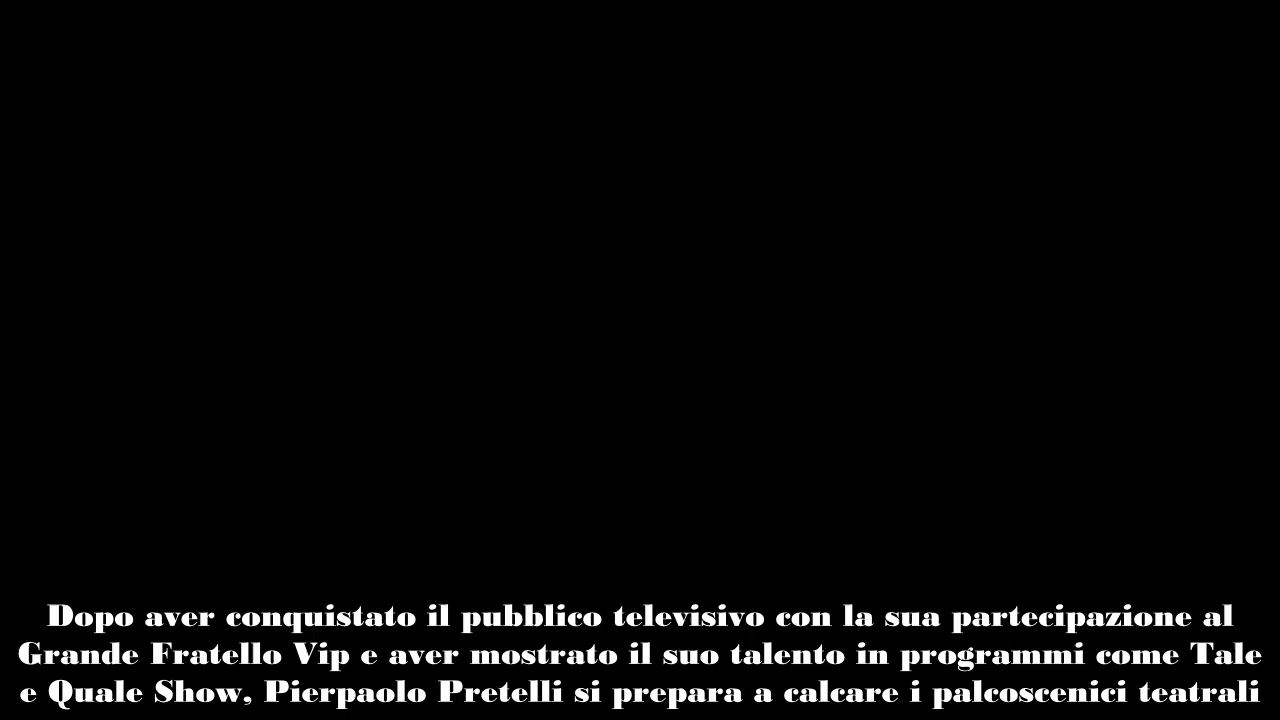 Dopo aver conquistato il pubblico televisivo con la sua partecipazione al
Grande Fratello Vip e aver mostrato il suo talento in programmi come Tale
e Quale Show, Pierpaolo Pretelli si prepara a calcare i palcoscenici teatrali